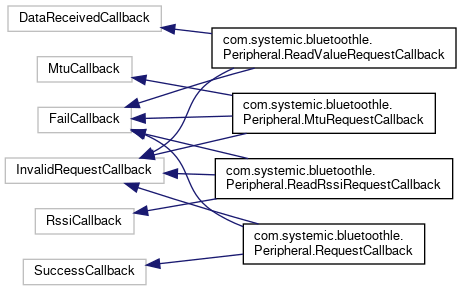 DataReceivedCallback
com.systemic.bluetoothle.
Peripheral.ReadValueRequestCallback
MtuCallback
com.systemic.bluetoothle.
Peripheral.MtuRequestCallback
FailCallback
InvalidRequestCallback
com.systemic.bluetoothle.
Peripheral.ReadRssiRequestCallback
RssiCallback
com.systemic.bluetoothle.
Peripheral.RequestCallback
SuccessCallback